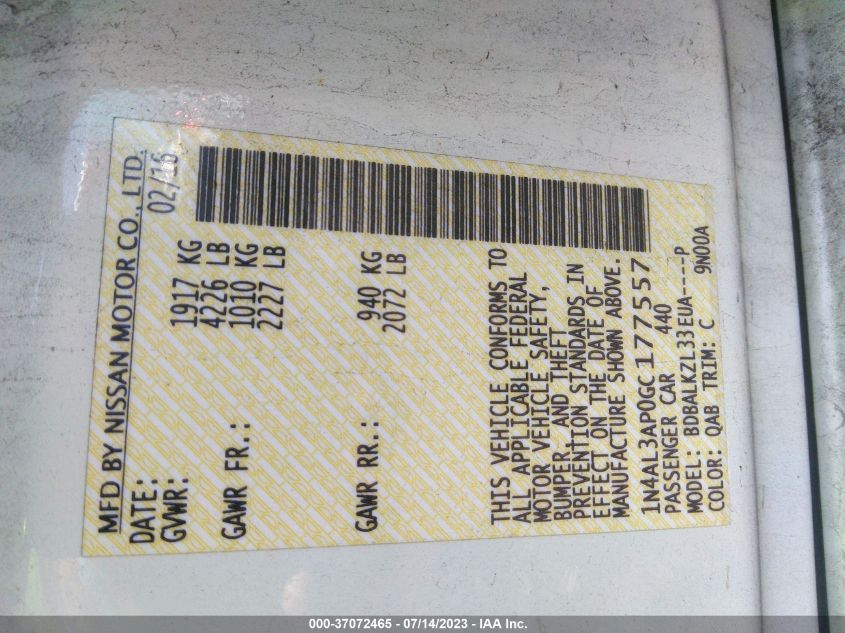 MFD BY NISSAN MOTOR CO., LTD.
DATE: 02/16
GVWR: 1917 KG
4226 LB
GAWR FR.: 1010 KG
2227 LB
GAWR RR.: 940 KG
2072 LB
THIS VEHICLE CONFORMS TO
ALL APPLICABLE FEDERAL
MOTOR VEHICLE SAFETY,
BUMPER, AND THEFT
PREVENTION STANDARDS IN
EFFECT ON THE DATE OF
MANUFACTURE SHOWN ABOVE.
1N4AL3AP0GC177557
PASSENGER CAR 440
MODEL: BDBALKZL33EUA----P
COLOR: QAB TRIM: C 9N00A
000-37072465 - 07/14/2023 - IAA Inc.